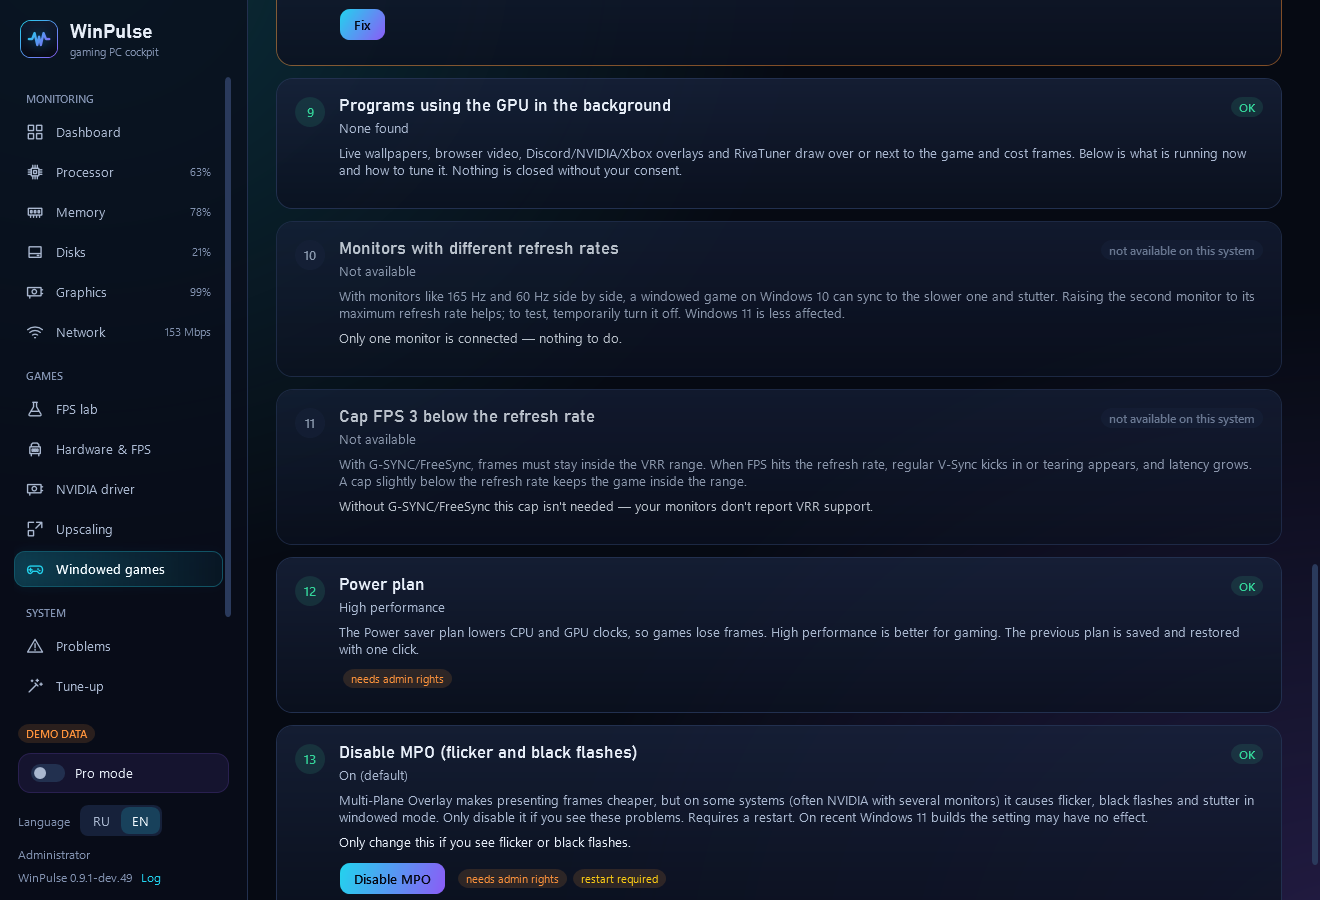 WinPulse
gaming PC cockpit
MONITORING
Dashboard
Processor 63%
Memory 78%
Disks 21%
Graphics 99%
Network 153 Mbps
GAMES
FPS lab
Hardware & FPS
NVIDIA driver
Upscaling
Windowed games
SYSTEM
Problems
Tune-up
DEMO DATA
Pro mode
Language RU EN
Administrator
WinPulse 0.9.1-dev.49 Log
Fix
9 Programs using the GPU in the background OK
None found
Live wallpapers, browser video, Discord/NVIDIA/Xbox overlays and RivaTuner draw over or next to the game and cost frames. Below is what is running now
and how to tune it. Nothing is closed without your consent.
10 Monitors with different refresh rates not available on this system
Not available
With monitors like 165 Hz and 60 Hz side by side, a windowed game on Windows 10 can sync to the slower one and stutter. Raising the second monitor to its
maximum refresh rate helps; to test, temporarily turn it off. Windows 11 is less affected.
Only one monitor is connected — nothing to do.
11 Cap FPS 3 below the refresh rate not available on this system
Not available
With G-SYNC/FreeSync, frames must stay inside the VRR range. When FPS hits the refresh rate, regular V-Sync kicks in or tearing appears, and latency grows.
A cap slightly below the refresh rate keeps the game inside the range.
Without G-SYNC/FreeSync this cap isn't needed — your monitors don't report VRR support.
12 Power plan OK
High performance
The Power saver plan lowers CPU and GPU clocks, so games lose frames. High performance is better for gaming. The previous plan is saved and restored
with one click.
needs admin rights
13 Disable MPO (flicker and black flashes) OK
On (default)
Multi-Plane Overlay makes presenting frames cheaper, but on some systems (often NVIDIA with several monitors) it causes flicker, black flashes and stutter in
windowed mode. Only disable it if you see these problems. Requires a restart. On recent Windows 11 builds the setting may have no effect.
Only change this if you see flicker or black flashes.
Disable MPO needs admin rights restart required